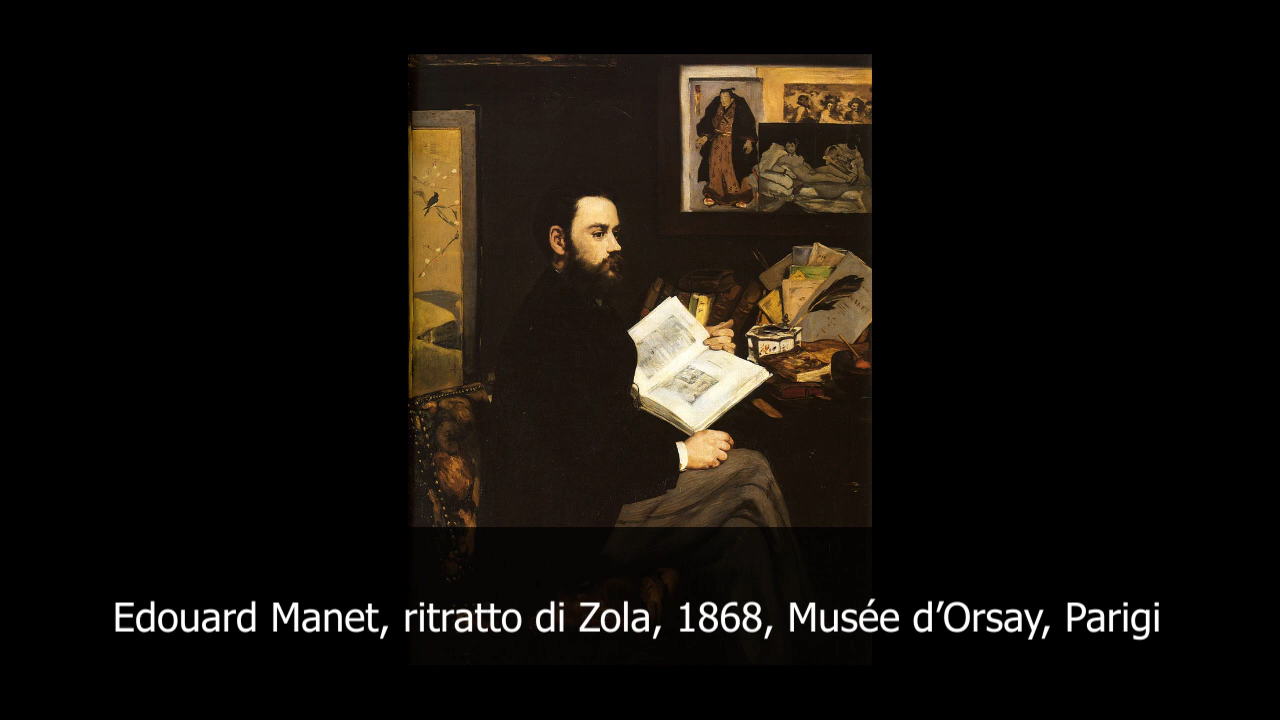 Edouard Manet, ritratto di Zola, 1868, Musée d’Orsay, Parigi